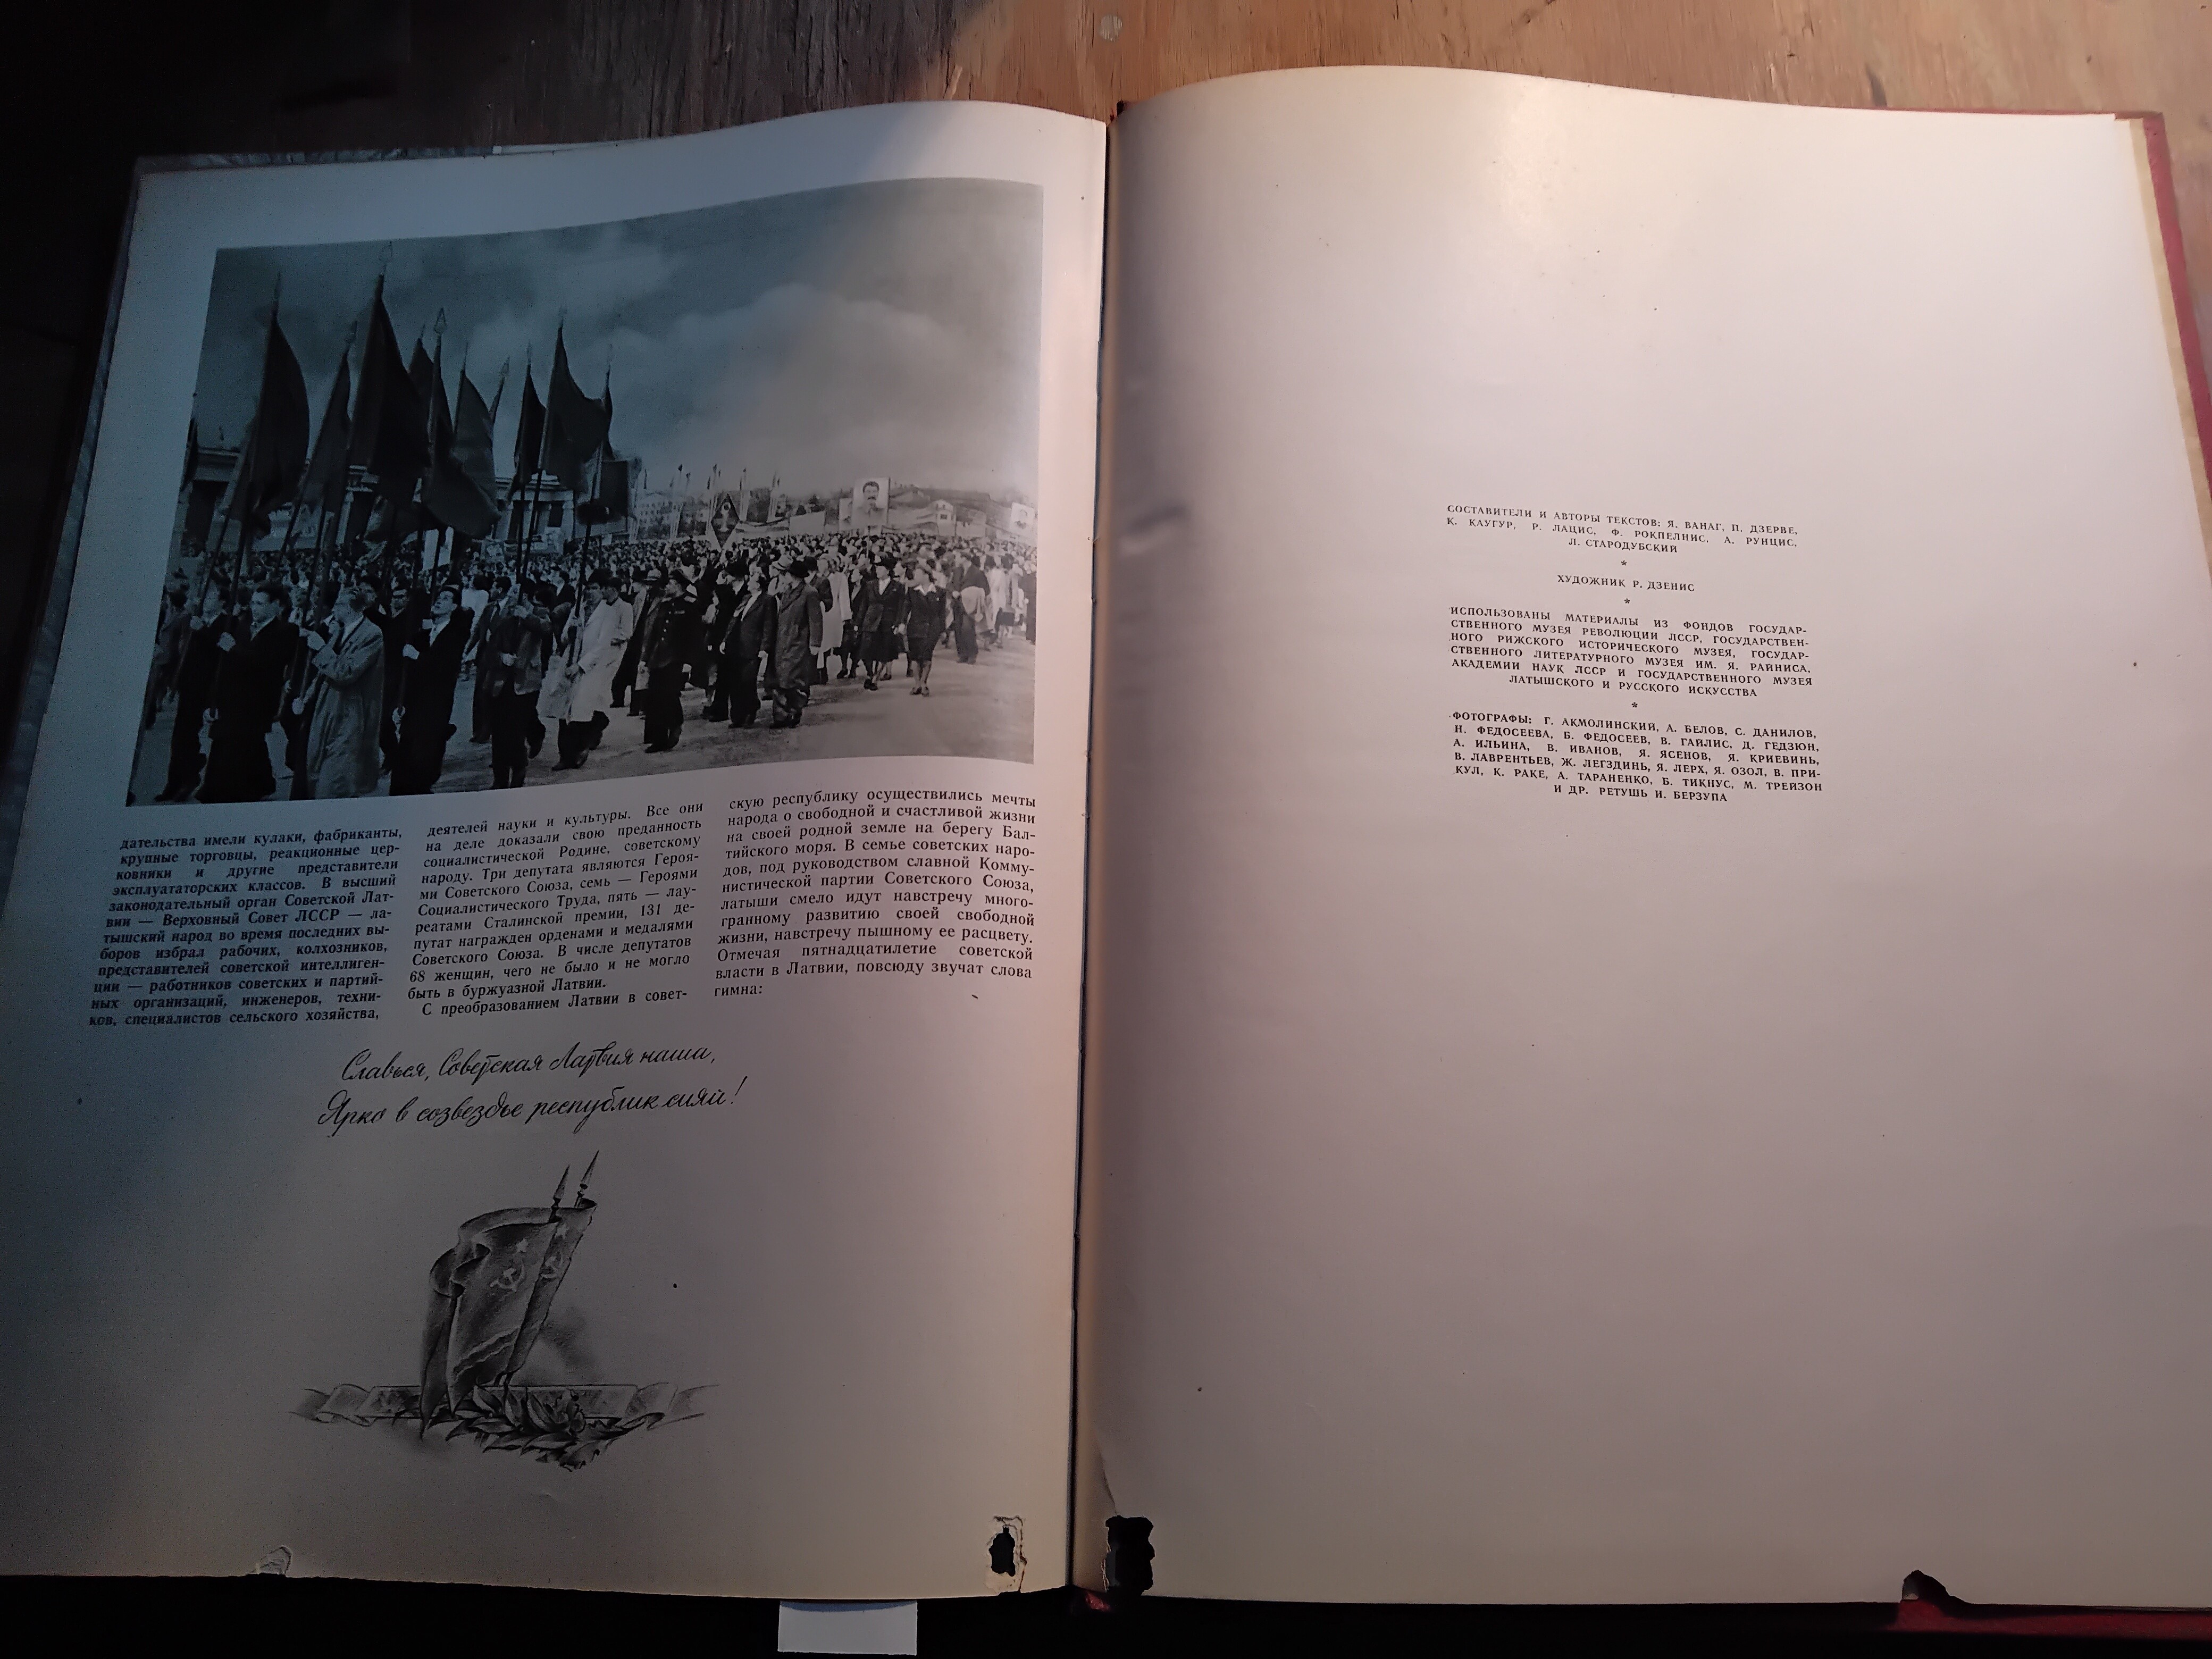 дательства имели кулаки, фабриканты,
крупные торговцы, реакционные цер-
ковники и другие представители
эксплуататорских классов. В высший
законодательный орган Советской Лат-
вии — Верховный Совет ЛССР — ла-
тышский народ во время последних вы-
боров избрал рабочих, колхозников,
представителей советской интеллиген-
ции — работников советских и партий-
ных организаций, инженеров, техни-
ков, специалистов сельского хозяйства,
деятелей науки и культуры. Все они
на деле доказали свою преданность
социалистической Родине, советскому
народу. Три депутата являются Героя-
ми Советского Союза, семь — Героями
Социалистического Труда, пять — лау-
реатами Сталинской премии, 131 де-
путат награжден орденами и медалями
Советского Союза. В числе депутатов
68 женщин, чего не было и не могло
быть в буржуазной Латвии.
С преобразованием Латвии в совет-
скую республику осуществились мечты
народа о свободной и счастливой жизни
на своей родной земле на берегу Бал-
тийского моря. В семье советских наро-
дов, под руководством славной Комму-
нистической партии Советского Союза,
латыши смело идут навстречу много-
гранному развитию своей свободной
жизни, навстречу пышному ее расцвету.
Отмечая пятнадцатилетие советской
власти в Латвии, повсюду звучат слова
гимна:
Славься, Советская Латвия наша,
Ярко в созвездье республик сияй!
СОСТАВИТЕЛИ И АВТОРЫ ТЕКСТОВ: Я. ВАНАГ, П. ДЗЕРВЕ,
К. КАУГУР, Р. ЛАЦИС, Ф. РОКПЕЛНИС, А. РУНЦИС,
Л. СТАРОДУБСКИЙ
*
ХУДОЖНИК Р. ДЗЕНИС
*
ИСПОЛЬЗОВАНЫ МАТЕРИАЛЫ ИЗ ФОНДОВ ГОСУДАР-
СТВЕННОГО МУЗЕЯ РЕВОЛЮЦИИ ЛССР, ГОСУДАРСТВЕН-
НОГО РИЖСКОГО ИСТОРИЧЕСКОГО МУЗЕЯ, ГОСУДАР-
СТВЕННОГО ЛИТЕРАТУРНОГО МУЗЕЯ ИМ. Я. РАЙНИСА,
АКАДЕМИИ НАУК ЛССР И ГОСУДАРСТВЕННОГО МУЗЕЯ
ЛАТЫШСКОГО И РУССКОГО ИСКУССТВА
*
ФОТОГРАФЫ: Г. АКМОЛИНСКИЙ, А. БЕЛОВ, С. ДАНИЛОВ,
Н. ФЕДОСЕЕВА, Б. ФЕДОСЕЕВ, В. ГАЙЛИС, Д. ГЕДЗЮН,
А. ИЛЬИНА, В. ИВАНОВ, Я. ЯСЕНОВ, Я. КРИЕВИНЬ,
В. ЛАВРЕНТЬЕВ, Ж. ЛЕГЗДИНЬ, Я. ЛЕРХ, Я. ОЗОЛ, В. ПРИ-
КУЛ, К. РАКЕ, А. ТАРАНЕНКО, Б. ТИКНУС, М. ТРЕЙЗОН
И ДР. РЕТУШЬ И. БЕРЗУПА